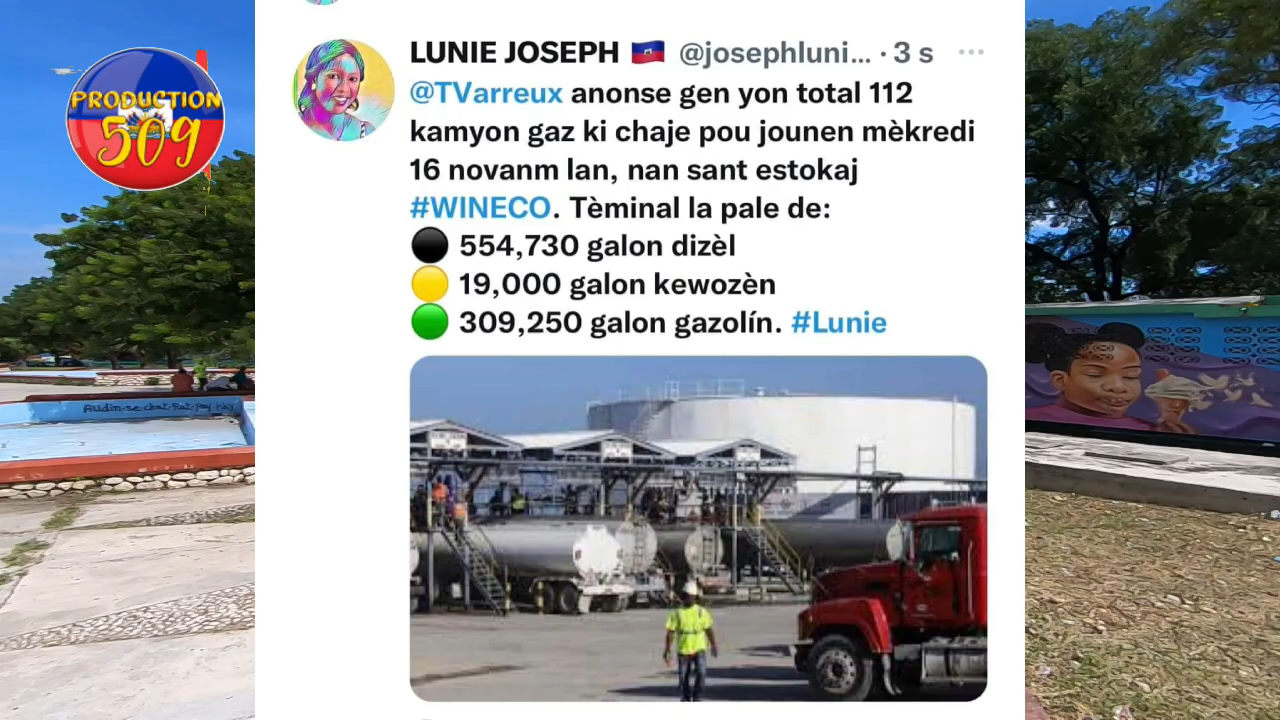 PRODUCTION
509
LUNIE JOSEPH 🇭🇹 @josephluni... · 3 s
@TVarreux anonse gen yon total 112
kamyon gaz ki chaje pou jounen mèkredi
16 novanm lan, nan sant estokaj
#WINECO. Tèminal la pale de:
⚫ 554,730 galon dizèl
🟡 19,000 galon kewozèn
🟢 309,250 galon gazolín. #Lunie